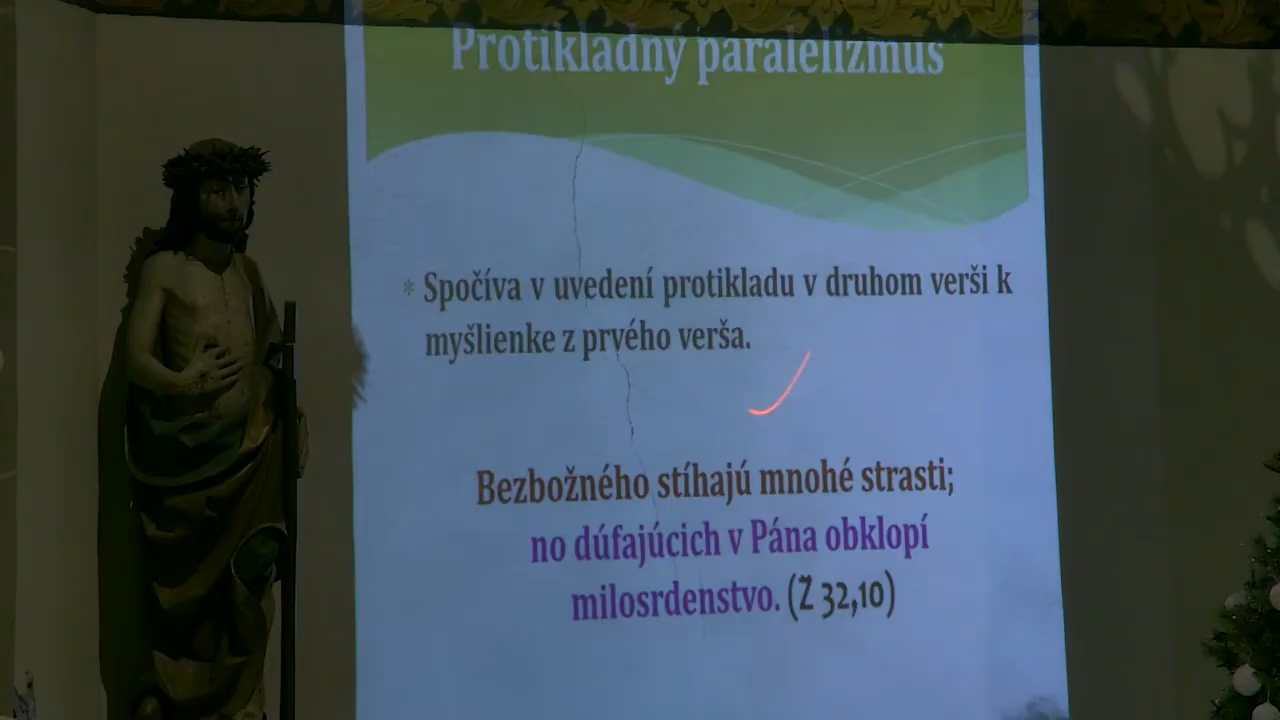 Protikladný paralelizmus
* Spočíva v uvedení protikladu v druhom verši k
myšlienke z prvého verša.
Bezbožného stíhajú mnohé strasti;
no dúfajúcich v Pána obklopí
milosrdenstvo. (Ž 32,10)